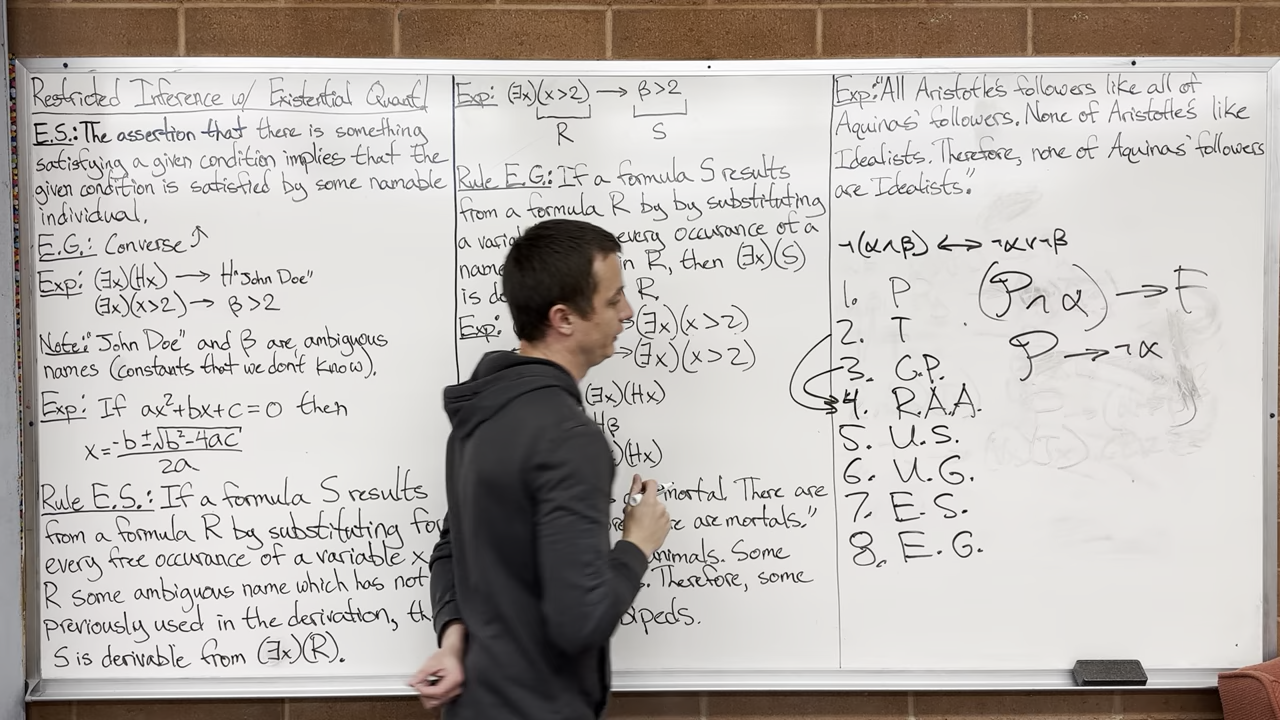 Restricted Inference w/ Existential Quant.
E.S.: The assertion that there is something
satisfying a given condition implies that the
given condition is satisfied by some namable
individual.
E.G.: Converse ↑
Exp: (∃x)(Hx) → H"John Doe"
(∃x)(x>2) → β>2
Note: "John Doe" and β are ambiguous
names (constants that we don't know).
Exp: If ax²+bx+c=0 then
x = -b±√b²-4ac
2a
Rule E.S.: If a formula S results
from a formula R by substituting for
every free occurance of a variable x
R some ambiguous name which has not
previously used in the derivation,
S is derivable from (∃x)(R).
Exp: (∃x)(x>2) → β>2
R S
Rule E.G.: If a formula S results
from a formula R by by substituting
a every occurance of a
in R, then (∃x)(S)
is R.
Exp: (∃x)(x>2)
→(∃x)(x>2)
(∃x)(Hx)
Hβ
(Hx)
mortal. There are
are mortals."
animals. Some
Therefore, some
Exp: "All Aristotle's followers like all of
Aquinas' followers. None of Aristotle's like
Idealists. Therefore, none of Aquinas' followers
are Idealists."
¬(α∧β) ↔ ¬α∨¬β
1. P (P∧α) → F
2. T P → ¬α
3. C.P.
4. R.A.A.
5. U.S.
6. U.G.
7. E.S.
8. E.G.